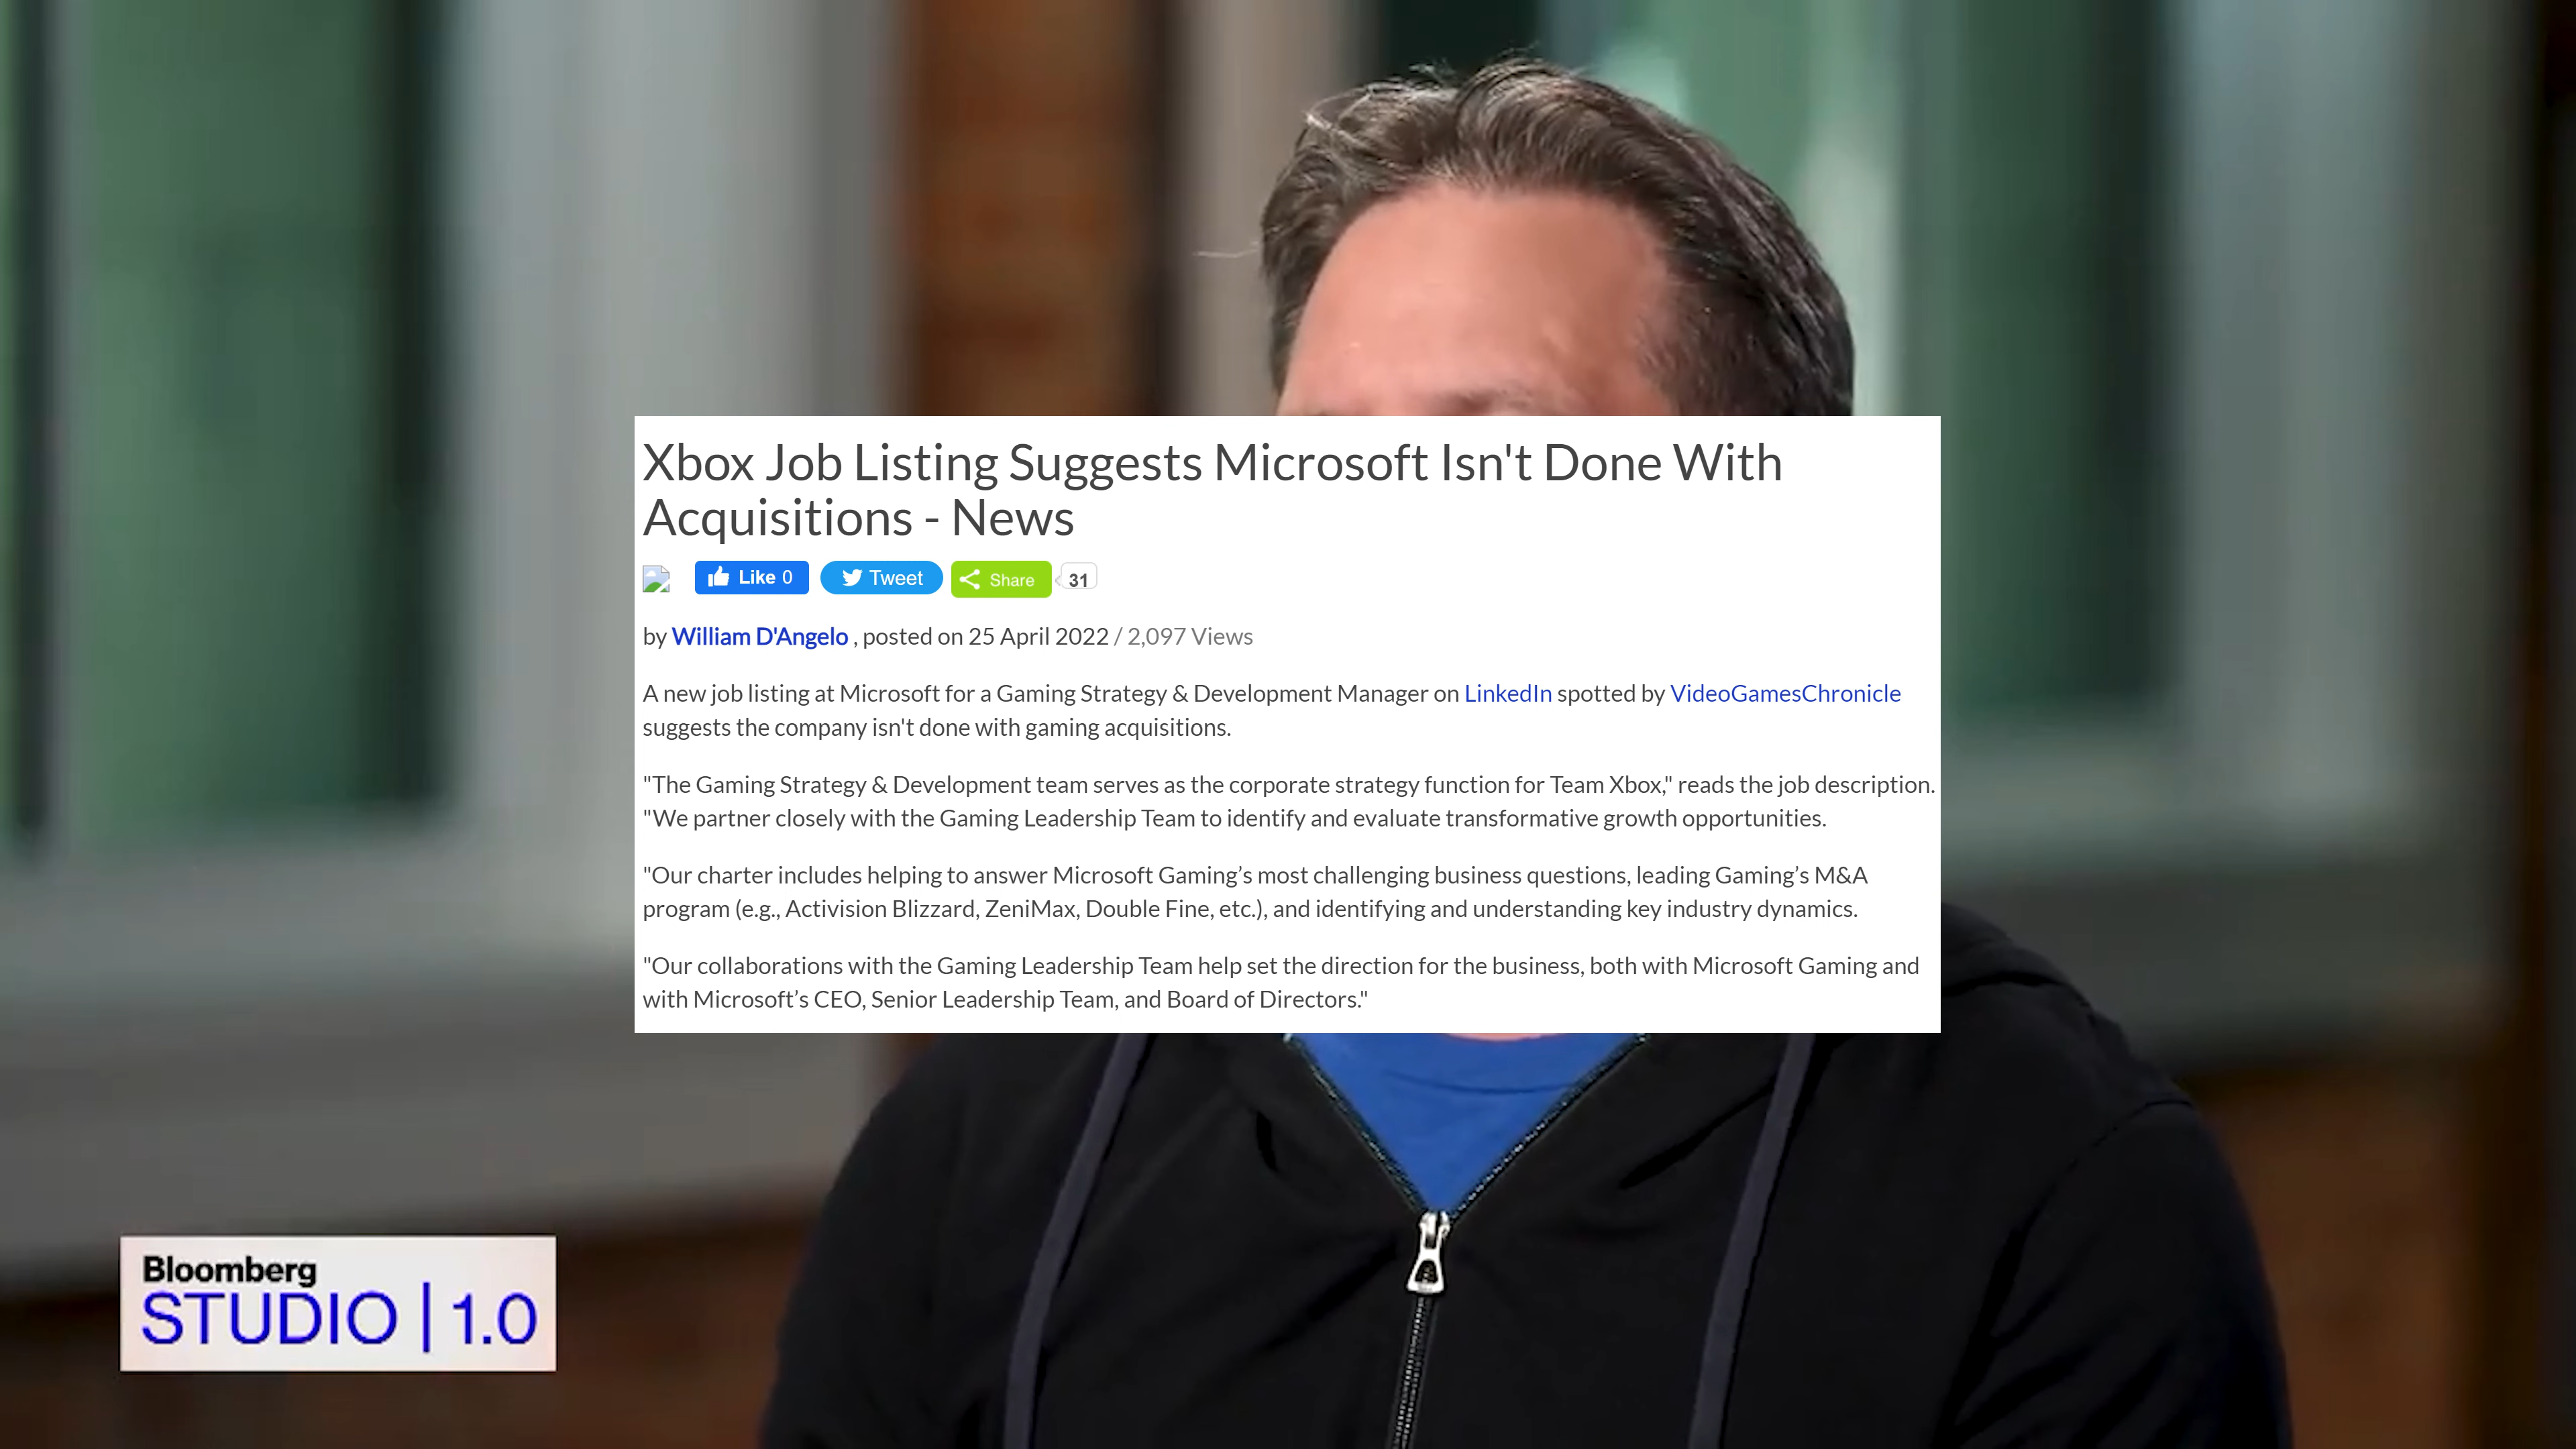 Xbox Job Listing Suggests Microsoft Isn't Done With
Acquisitions - News
Like 0
Tweet
Share
31
by William D'Angelo , posted on 25 April 2022 / 2,097 Views
A new job listing at Microsoft for a Gaming Strategy & Development Manager on LinkedIn spotted by VideoGamesChronicle
suggests the company isn't done with gaming acquisitions.
"The Gaming Strategy & Development team serves as the corporate strategy function for Team Xbox," reads the job description.
"We partner closely with the Gaming Leadership Team to identify and evaluate transformative growth opportunities.
"Our charter includes helping to answer Microsoft Gaming’s most challenging business questions, leading Gaming’s M&A
program (e.g., Activision Blizzard, ZeniMax, Double Fine, etc.), and identifying and understanding key industry dynamics.
"Our collaborations with the Gaming Leadership Team help set the direction for the business, both with Microsoft Gaming and
with Microsoft’s CEO, Senior Leadership Team, and Board of Directors."
Bloomberg
STUDIO | 1.0